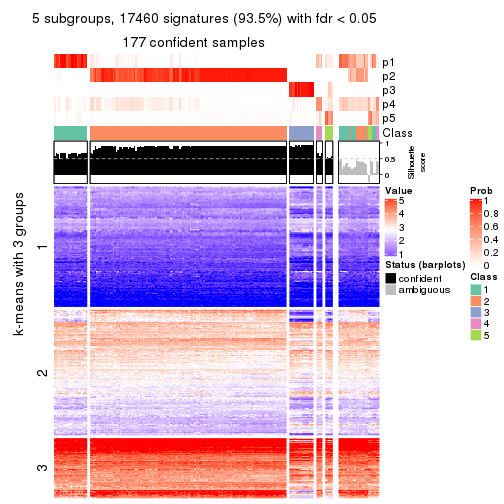 5 subgroups, 17460 signatures (93.5%) with fdr < 0.05
177 confident samples
p1
p2
p3
p4
p5
Class
1
0.5
0
Silhouette
score
k-means with 3 groups
1
2
3
Value
5
4
3
2
1
Status (barplots)
confident
ambiguous
Prob
1
0.8
0.6
0.4
0.2
0
Class
1
2
3
4
5